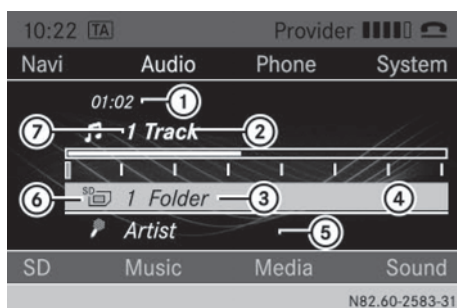 10:22 TA Provider
Navi Audio Phone System
01:02 1
7 1 Track 2
6 SD 1 Folder 3 4
Artist 5
SD Music Media Sound
N82.60-2583-31